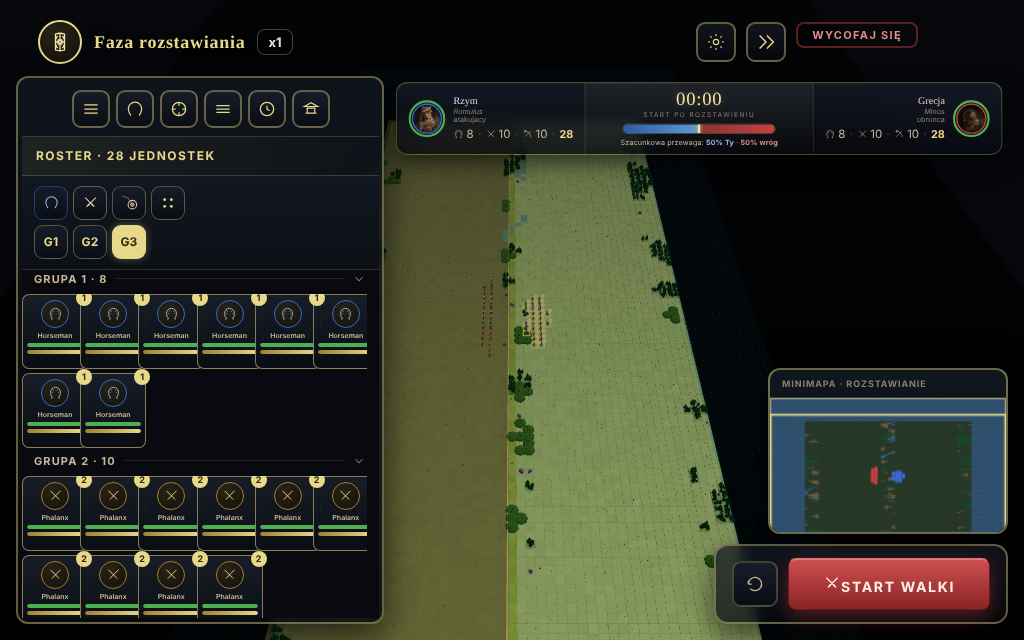 Faza rozstawiania
x1
WYCOFAJ SIĘ
Rzym
Romulus
atakujący
8 · 10 · 10 · 28
00:00
START PO ROZSTAWIENIU
Szacunkowa przewaga: 50% Ty · 50% wróg
Grecja
Minos
obrońca
8 · 10 · 10 · 28
ROSTER · 28 JEDNOSTEK
G1 G2 G3
GRUPA 1 · 8
1 1 1 1 1
Horseman Horseman Horseman Horseman Horseman Horseman
1 1
Horseman Horseman
GRUPA 2 · 10
2 2 2 2 2
Phalanx Phalanx Phalanx Phalanx Phalanx Phalanx
2 2 2 2
Phalanx Phalanx Phalanx Phalanx
MINIMAPA · ROZSTAWIANIE
START WALKI